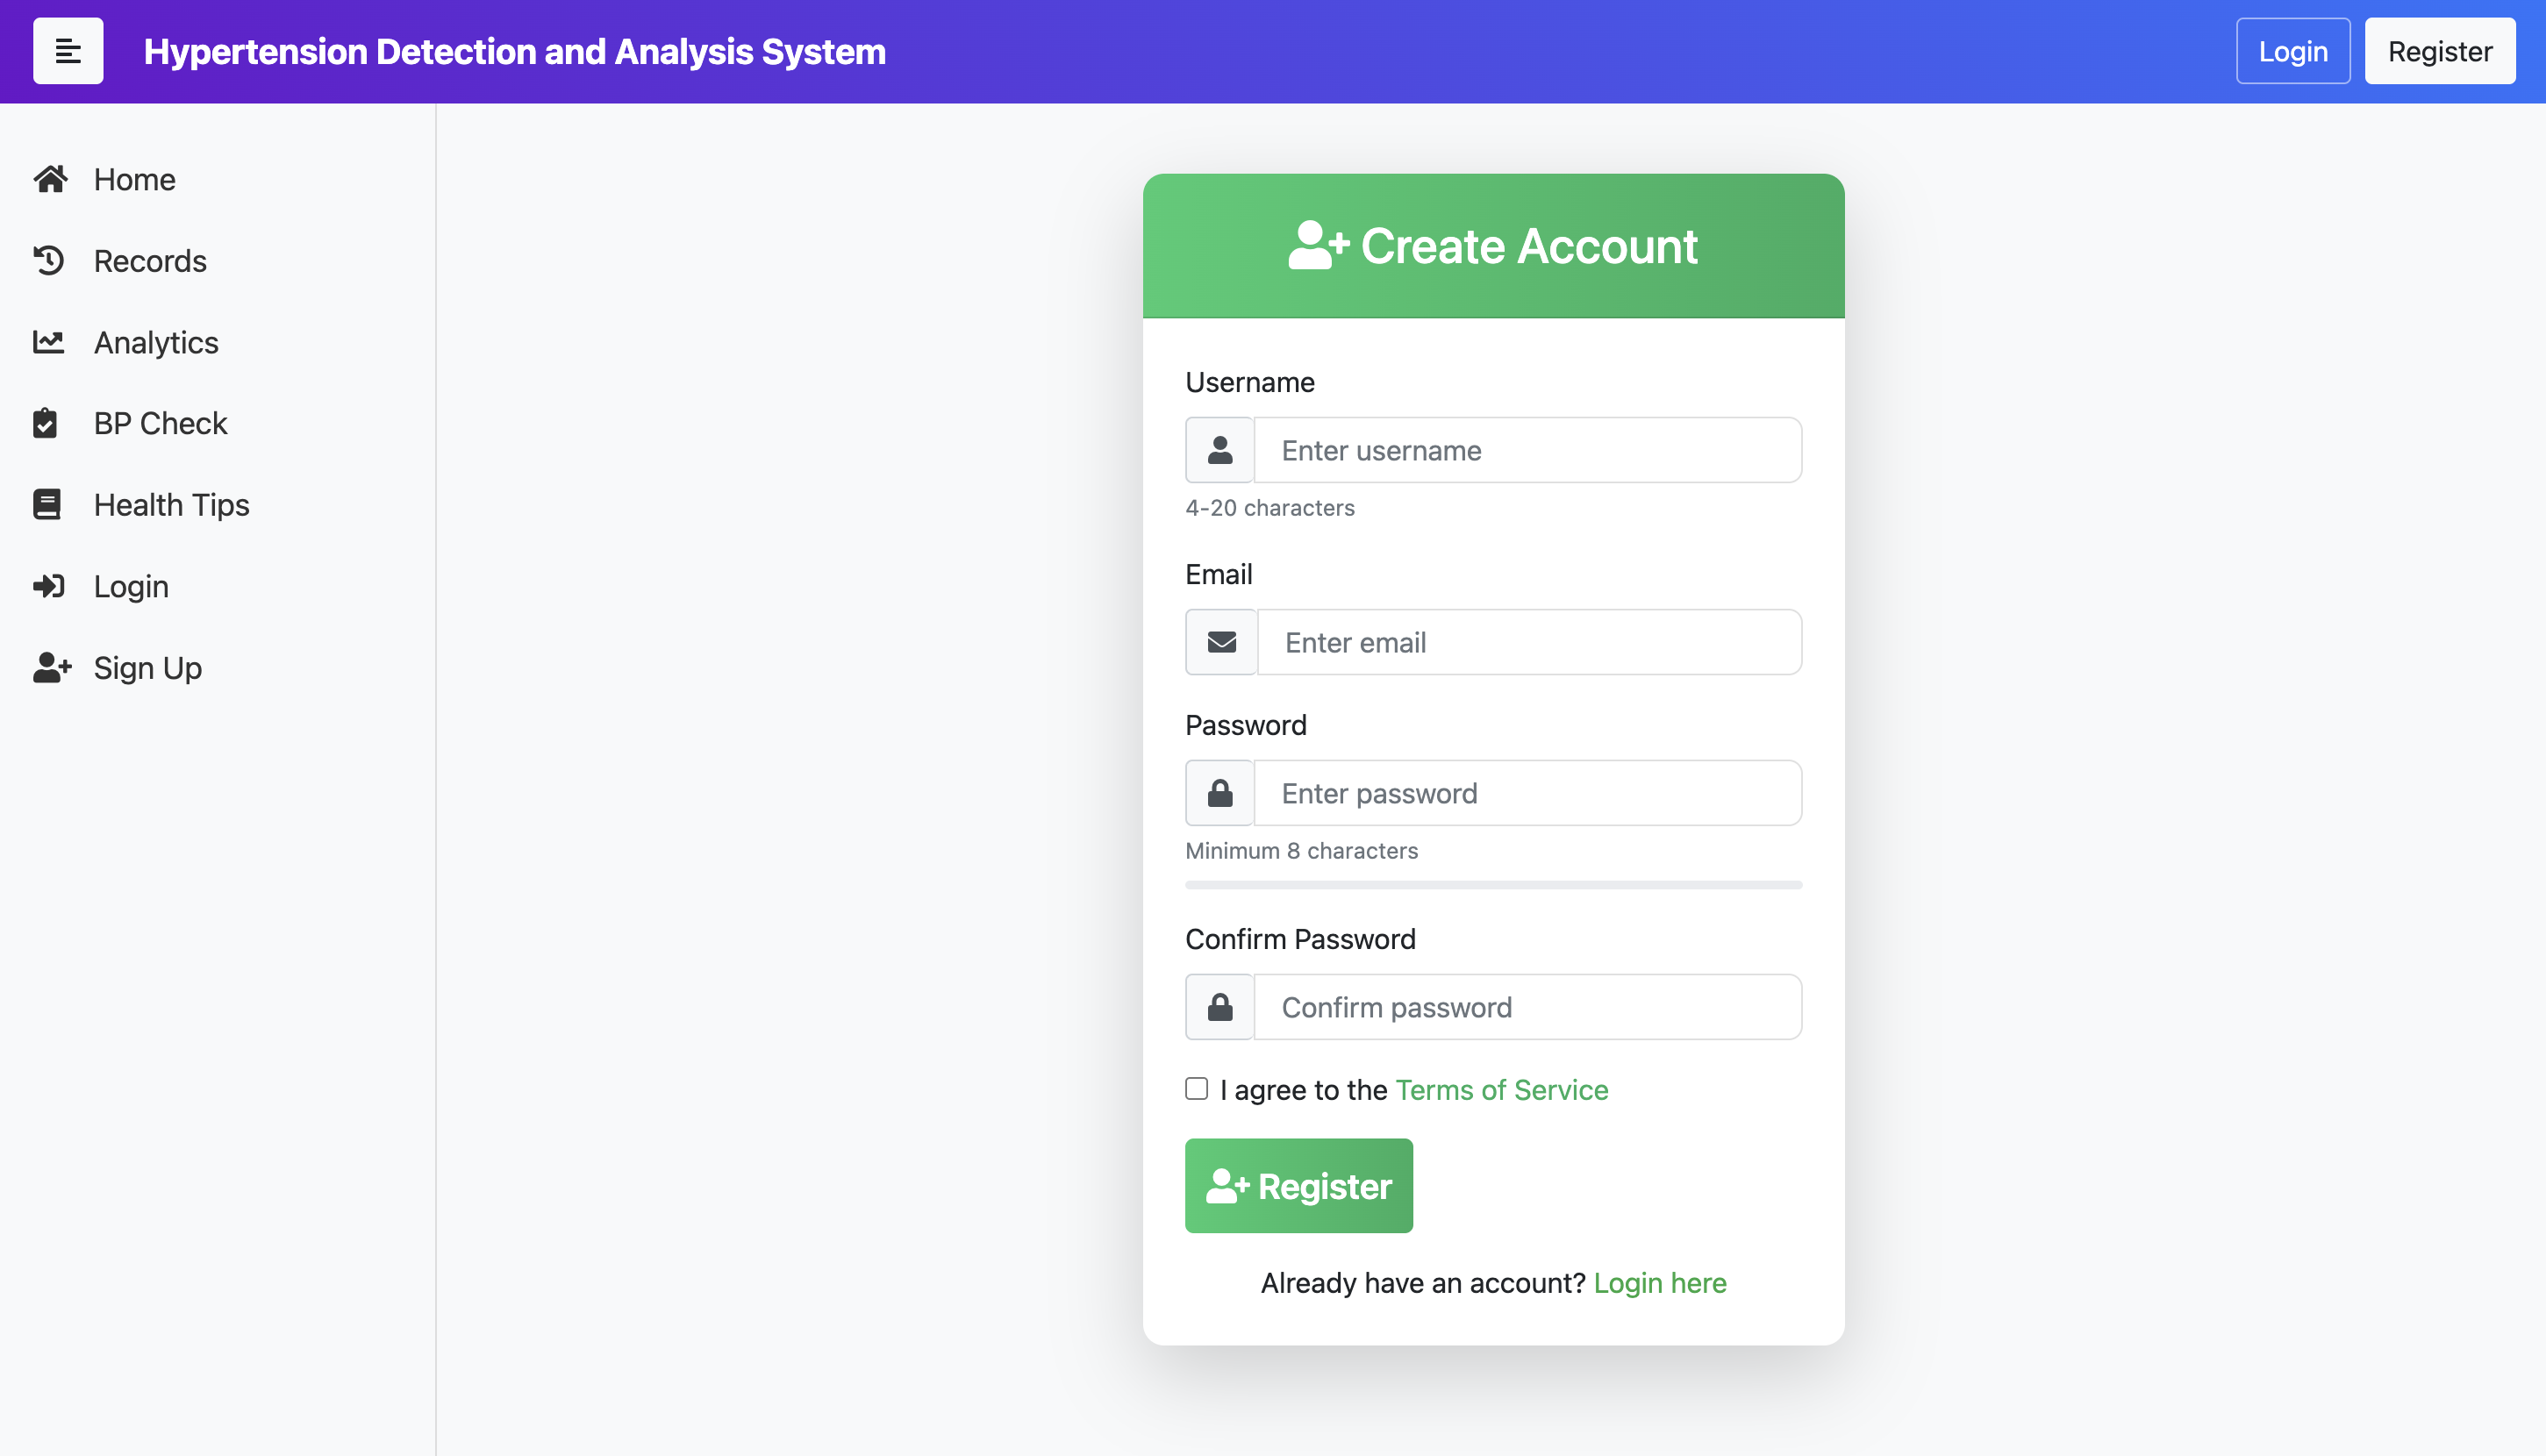 Hypertension Detection and Analysis System
Login
Register
Home
Records
Analytics
BP Check
Health Tips
Login
Sign Up
Create Account
Username
Enter username
4-20 characters
Email
Enter email
Password
Enter password
Minimum 8 characters
Confirm Password
Confirm password
I agree to the Terms of Service
Register
Already have an account? Login here